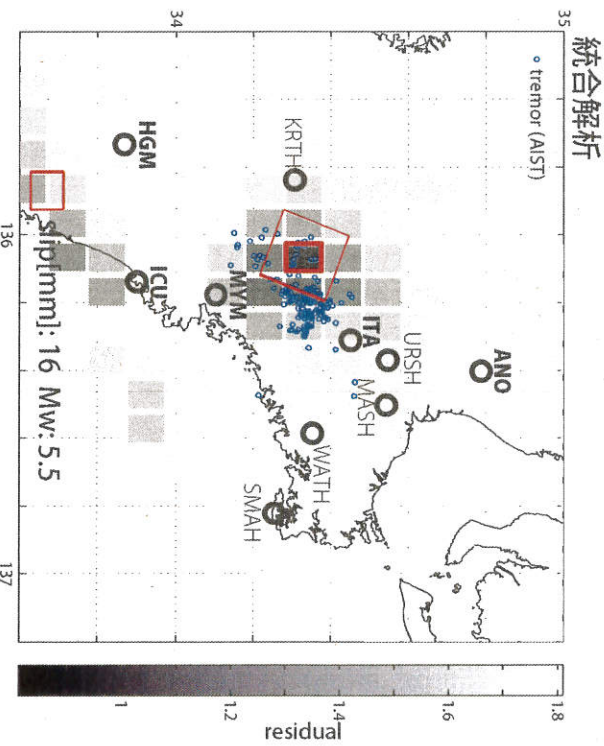 統合解析
tremor (AIST)
35
34
136
137
ANO
URSH
ITA
MASH
KRTH
WATH
MYM
SMAH
HGM
ICU
slip[mm]: 16 Mw: 5.5
1
1.2
1.4
1.6
1.8
residual